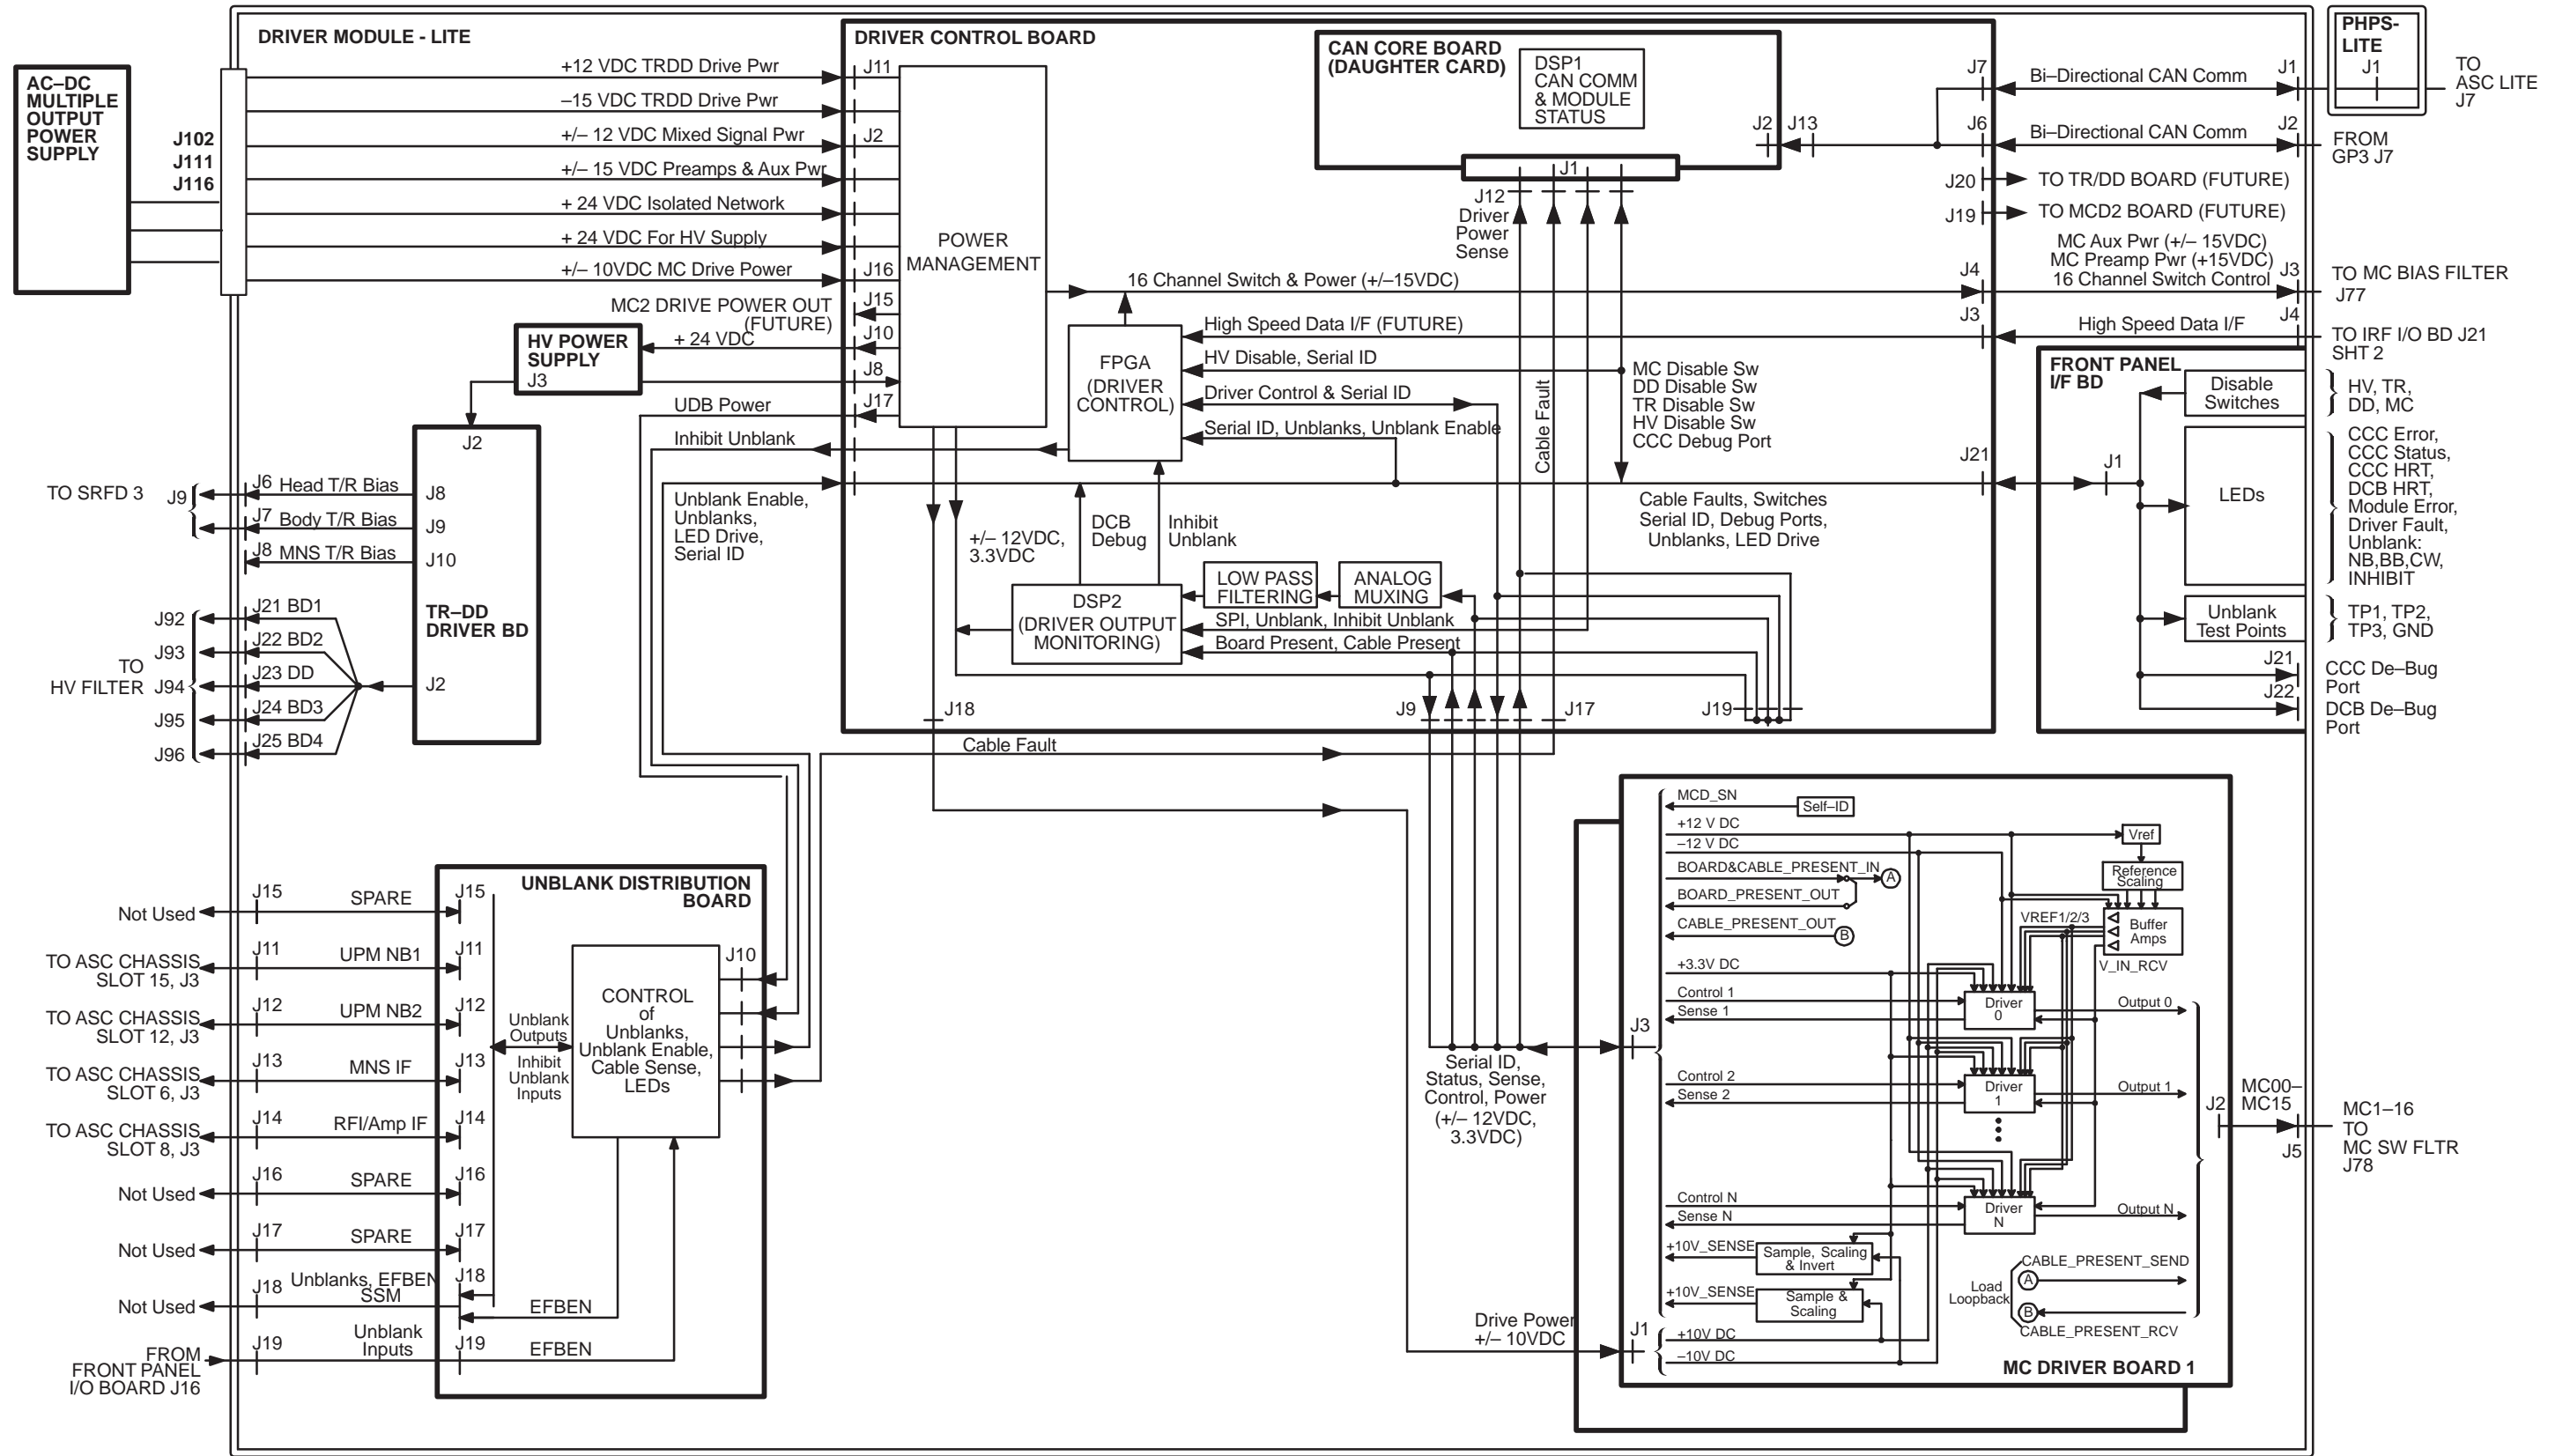 DRIVER MODULE - LITE
AC–DC
MULTIPLE
OUTPUT
POWER
SUPPLY
J102
J111
J116
+12 VDC TRDD Drive Pwr
–15 VDC TRDD Drive Pwr
+/– 12 VDC Mixed Signal Pwr
+/– 15 VDC Preamps & Aux Pwr
+ 24 VDC Isolated Network
+ 24 VDC For HV Supply
+/– 10VDC MC Drive Power
MC2 DRIVE POWER OUT
(FUTURE)
+ 24 VDC
HV POWER
SUPPLY
J3
UDB Power
Inhibit Unblank
Unblank Enable,
Unblanks,
LED Drive,
Serial ID
DRIVER CONTROL BOARD
J11
J2
J16
J15
J10
J8
J17
POWER
MANAGEMENT
CAN CORE BOARD
(DAUGHTER CARD)
DSP1
CAN COMM
& MODULE
STATUS
J2
J13
J1
J12
Driver
Power
Sense
Cable Fault
J7
J6
J20
J19
J4
J3
J21
16 Channel Switch & Power (+/–15VDC)
FPGA
(DRIVER
CONTROL)
High Speed Data I/F (FUTURE)
HV Disable, Serial ID
Driver Control & Serial ID
Serial ID, Unblanks, Unblank Enable
MC Disable Sw
DD Disable Sw
TR Disable Sw
HV Disable Sw
CCC Debug Port
Cable Faults, Switches
Serial ID, Debug Ports,
Unblanks, LED Drive
+/– 12VDC,
3.3VDC
DCB
Debug
Inhibit
Unblank
LOW PASS
FILTERING
ANALOG
MUXING
DSP2
(DRIVER OUTPUT
MONITORING)
SPI, Unblank, Inhibit Unblank
Board Present, Cable Present
J18
J9
J17
J19
Cable Fault
Bi–Directional CAN Comm
J1
PHPS-
LITE
J1
TO
ASC LITE
J7
Bi–Directional CAN Comm
J2
FROM
GP3 J7
TO TR/DD BOARD (FUTURE)
TO MCD2 BOARD (FUTURE)
MC Aux Pwr (+/– 15VDC)
MC Preamp Pwr (+15VDC)
16 Channel Switch Control
J3
TO MC BIAS FILTER
J77
High Speed Data I/F
J4
TO IRF I/O BD J21
SHT 2
FRONT PANEL
I/F BD
J1
Disable
Switches
HV, TR,
DD, MC
LEDs
CCC Error,
CCC Status,
CCC HRT,
DCB HRT,
Module Error,
Driver Fault,
Unblank:
NB,BB,CW,
INHIBIT
Unblank
Test Points
TP1, TP2,
TP3, GND
J21
CCC De–Bug
Port
J22
DCB De–Bug
Port
J2
TO SRFD 3
J9
J6 Head T/R Bias
J8
J7 Body T/R Bias
J9
J8 MNS T/R Bias
J10
TR–DD
DRIVER BD
J92
J21 BD1
J93
J22 BD2
TO
HV FILTER
J94
J23 DD
J2
J95
J24 BD3
J96
J25 BD4
UNBLANK DISTRIBUTION
BOARD
Not Used
J15
SPARE
J15
TO ASC CHASSIS
SLOT 15, J3
J11
UPM NB1
J11
TO ASC CHASSIS
SLOT 12, J3
J12
UPM NB2
J12
TO ASC CHASSIS
SLOT 6, J3
J13
MNS IF
J13
TO ASC CHASSIS
SLOT 8, J3
J14
RFI/Amp IF
J14
Not Used
J16
SPARE
J16
Not Used
J17
SPARE
J17
Not Used
J18
Unblanks, EFBEN
SSM
J18
EFBEN
FROM
FRONT PANEL
I/O BOARD J16
J19
Unblank
Inputs
J19
EFBEN
Unblank
Outputs
Inhibit
Unblank
Inputs
CONTROL
of
Unblanks,
Unblank Enable,
Cable Sense,
LEDs
J10
Serial ID,
Status, Sense,
Control, Power
(+/– 12VDC,
3.3VDC)
J3
Drive Power
+/– 10VDC
J1
MCD_SN
Self–ID
+12 V DC
–12 V DC
Vref
Reference
Scaling
BOARD&CABLE_PRESENT_IN
A
BOARD_PRESENT_OUT
CABLE_PRESENT_OUT
B
VREF1/2/3
Buffer
Amps
V_IN_RCV
+3.3V DC
Control 1
Sense 1
Driver
0
Output 0
Control 2
Sense 2
Driver
1
Output 1
Control N
Sense N
Driver
N
Output N
+10V_SENSE
Sample, Scaling
& Invert
+10V_SENSE
Sample &
Scaling
+10V DC
–10V DC
Load
Loopback
CABLE_PRESENT_SEND
A
B
CABLE_PRESENT_RCV
MC DRIVER BOARD 1
J2
MC00–
MC15
J5
MC1–16
TO
MC SW FLTR
J78